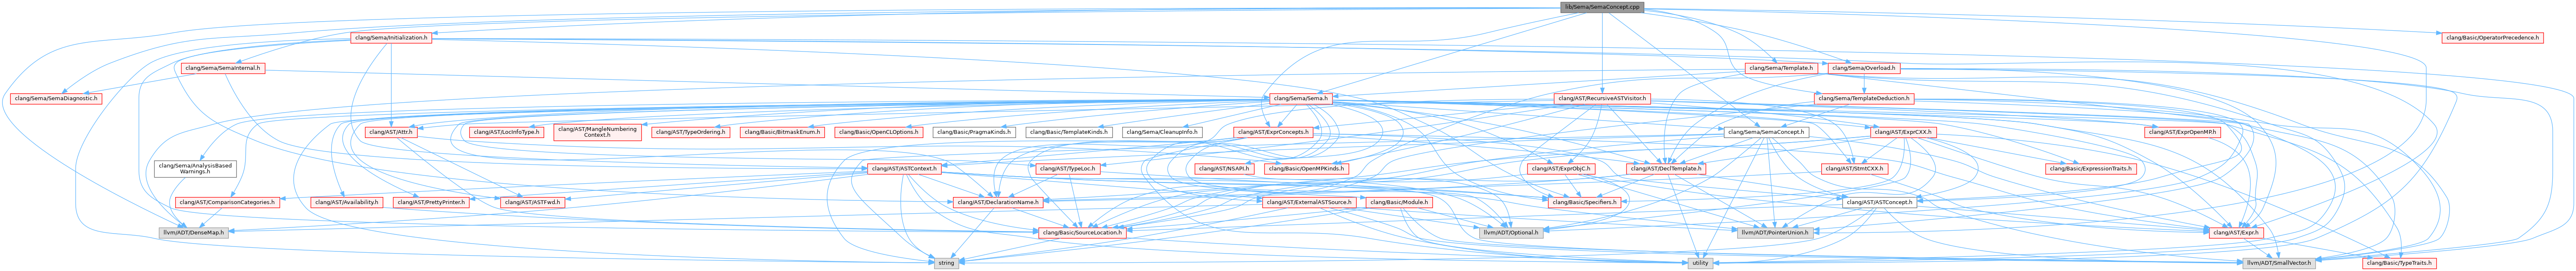 lib/Sema/SemaConcept.cpp
clang/Sema/Initialization.h
clang/Basic/OperatorPrecedence.h
clang/Sema/SemaInternal.h
clang/Sema/Template.h
clang/Sema/Overload.h
clang/Sema/SemaDiagnostic.h
clang/Sema/Sema.h
clang/AST/RecursiveASTVisitor.h
clang/Sema/TemplateDeduction.h
clang/AST/Attr.h
clang/AST/LocInfoType.h
clang/AST/MangleNumbering
Context.h
clang/AST/TypeOrdering.h
clang/Basic/BitmaskEnum.h
clang/Basic/OpenCLOptions.h
clang/Basic/PragmaKinds.h
clang/Basic/TemplateKinds.h
clang/Sema/CleanupInfo.h
clang/AST/ExprConcepts.h
clang/Sema/SemaConcept.h
clang/AST/ExprCXX.h
clang/AST/ExprOpenMP.h
clang/Sema/AnalysisBased
Warnings.h
clang/AST/ASTContext.h
clang/AST/TypeLoc.h
clang/AST/NSAPI.h
clang/Basic/OpenMPKinds.h
clang/AST/ExprObjC.h
clang/AST/DeclTemplate.h
clang/AST/StmtCXX.h
clang/Basic/ExpressionTraits.h
clang/AST/ComparisonCategories.h
clang/AST/Availability.h
clang/AST/PrettyPrinter.h
clang/AST/ASTFwd.h
clang/AST/DeclarationName.h
clang/AST/ExternalASTSource.h
clang/Basic/Module.h
clang/Basic/Specifiers.h
clang/AST/ASTConcept.h
llvm/ADT/DenseMap.h
clang/Basic/SourceLocation.h
llvm/ADT/Optional.h
llvm/ADT/PointerUnion.h
clang/AST/Expr.h
string
utility
llvm/ADT/SmallVector.h
clang/Basic/TypeTraits.h